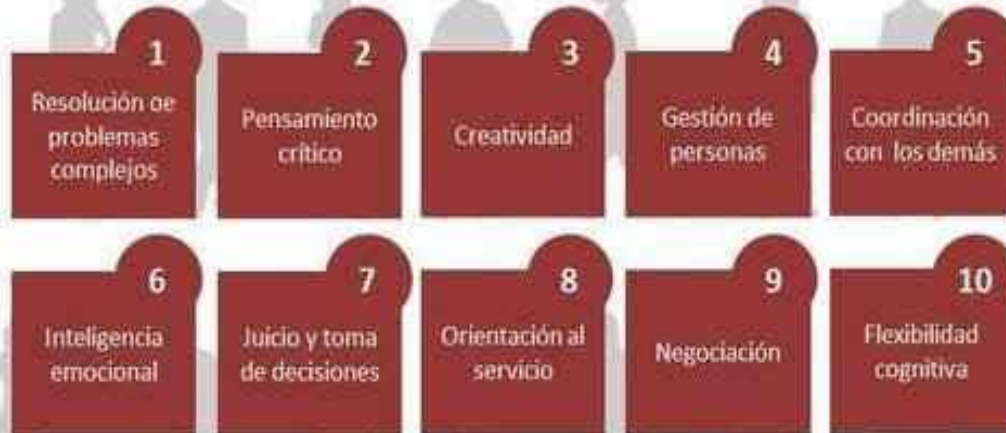 1
Resolución de
problemas
complejos
2
Pensamiento
crítico
3
Creatividad
4
Gestión de
personas
5
Coordinación
con los demás
6
Inteligencia
emocional
7
Juicio y toma
de decisiones
8
Orientación al
servicio
9
Negociación
10
Flexibilidad
cognitiva